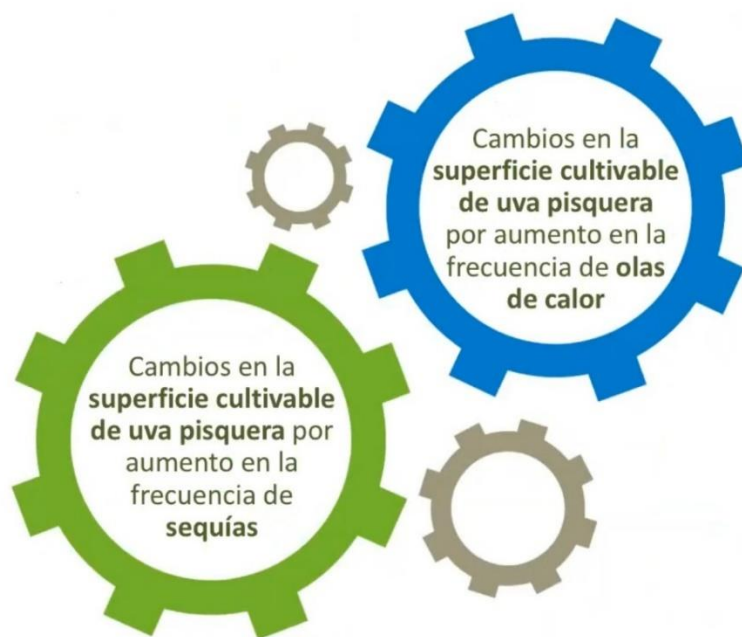 Cambios en la
superficie cultivable
de uva pisquera
por aumento en la
frecuencia de olas
de calor
Cambios en la
superficie cultivable
de uva pisquera por
aumento en la
frecuencia de
sequías